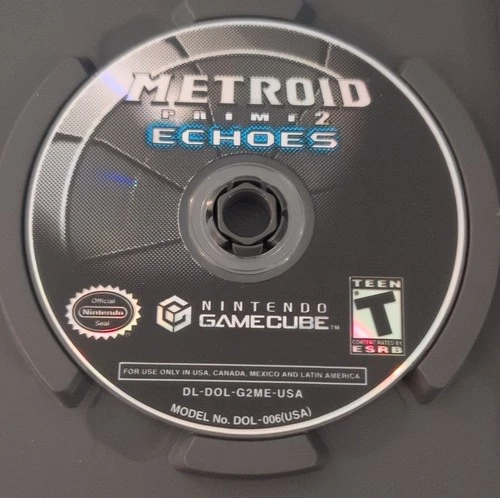 METROID
PRIME 2
ECHOES
Official
Nintendo
Seal
NINTENDO
GAMECUBE™
TEEN
T
CONTENT RATED BY
ESRB
FOR USE ONLY IN USA, CANADA, MEXICO AND LATIN AMERICA
DL-DOL-G2ME-USA
MODEL No. DOL-006(USA)